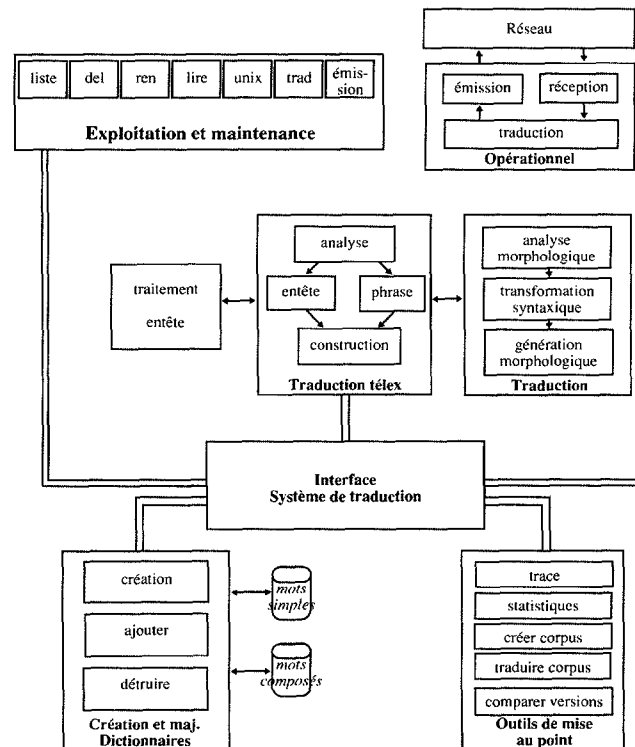 Réseau
liste del ren lire unix trad émis-
sion
Exploitation et maintenance
émission réception
traduction
Opérationnel
analyse
entête phrase
construction
Traduction télex
traitement
entête
analyse
morphologique
transformation
syntaxique
génération
morphologique
Traduction
Interface
Système de traduction
création
ajouter
détruire
Création et maj.
Dictionnaires
mots
simples
mots
composés
trace
statistiques
créer corpus
traduire corpus
comparer versions
Outils de mise
au point